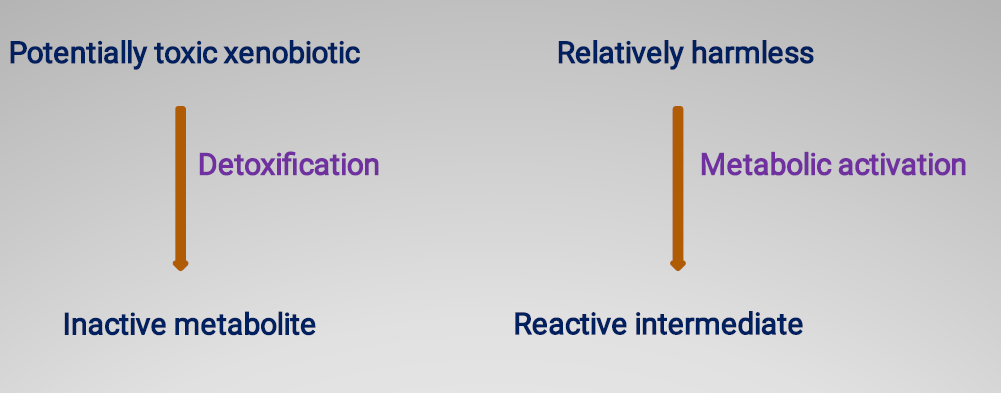 Potentially toxic xenobiotic
Relatively harmless
Detoxification
Metabolic activation
Inactive metabolite
Reactive intermediate